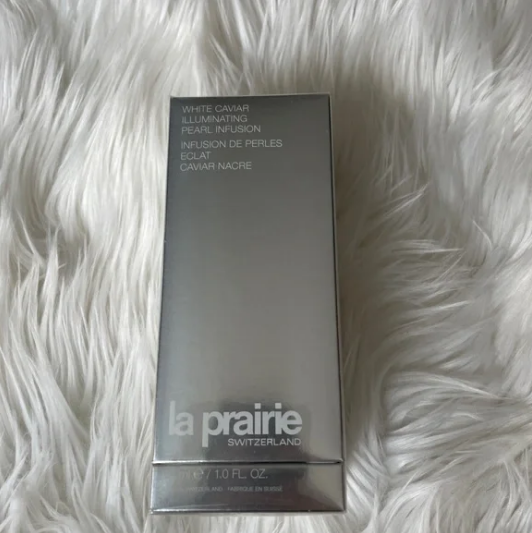 WHITE CAVIAR
ILLUMINATING
PEARL INFUSION
INFUSION DE PERLES
ECLAT
CAVIAR NACRE
la prairie
SWITZERLAND
e / 1.0 FL. OZ.